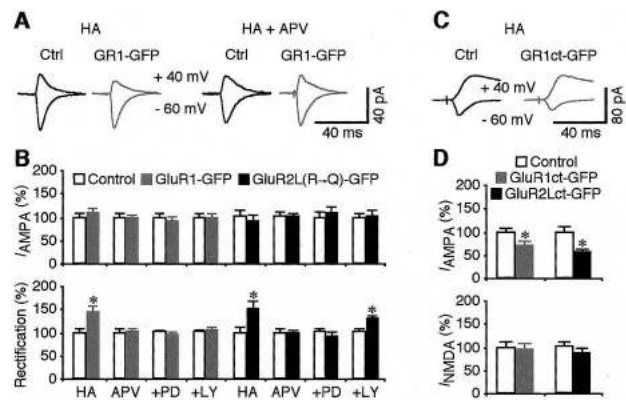 A
HA
HA + APV
Ctrl
GR1-GFP
Ctrl
GR1-GFP
+ 40 mV
- 60 mV
40 pA
40 ms
C
HA
Ctrl
GR1ct-GFP
+ 40 mV
- 60 mV
80 pA
40 ms
B
Control
GluR1-GFP
GluR2L(R→Q)-GFP
IAMPA (%)
200
150
100
50
0
Rectification (%)
200
150
100
50
0
*
*
*
HA
APV
+PD
+LY
HA
APV
+PD
+LY
D
Control
GluR1ct-GFP
GluR2Lct-GFP
IAMPA (%)
200
150
100
50
0
*
*
INMDA (%)
200
150
100
50
0